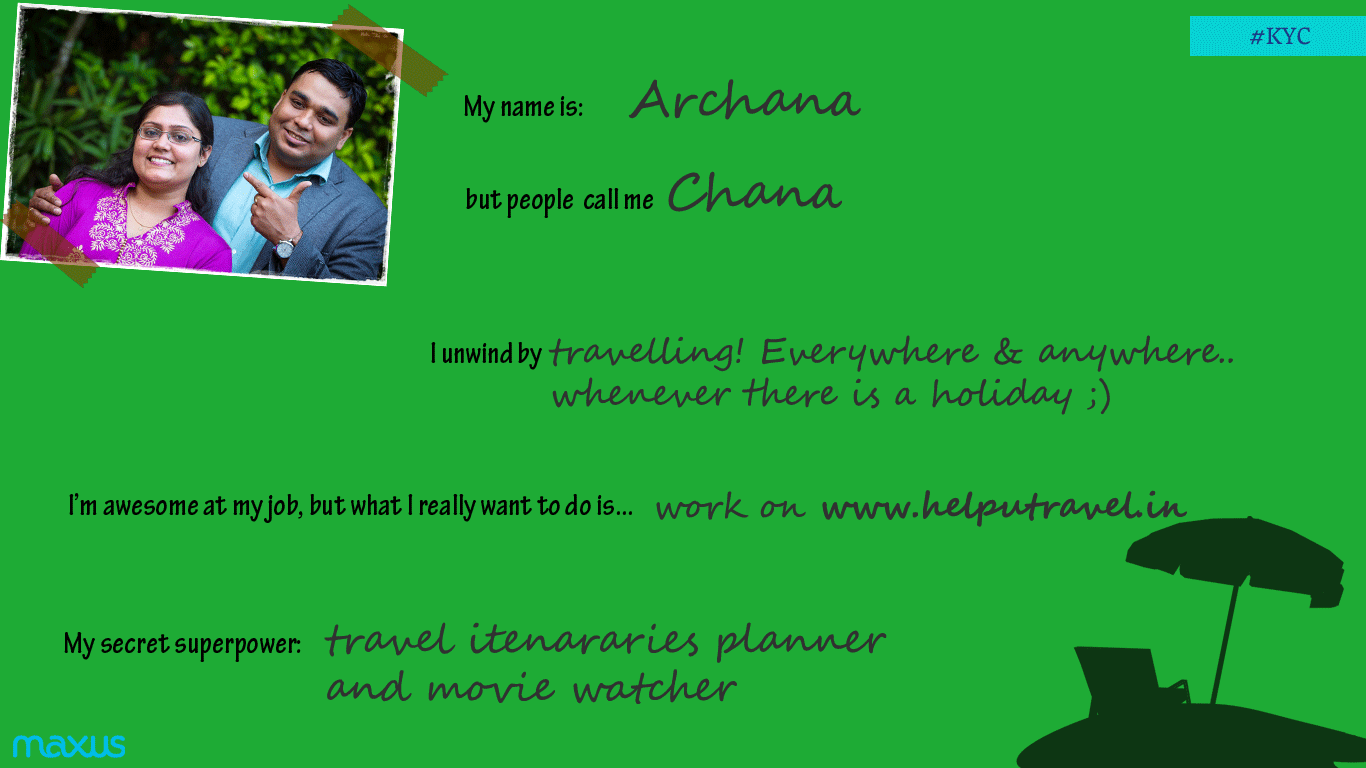 #KYC
My name is: Archana
but people call me Chana
I unwind by travelling! Everywhere & anywhere..
whenever there is a holiday ;)
I'm awesome at my job, but what I really want to do is... work on www.helputravel.in
My secret superpower: travel itenararies planner
and movie watcher
maxus